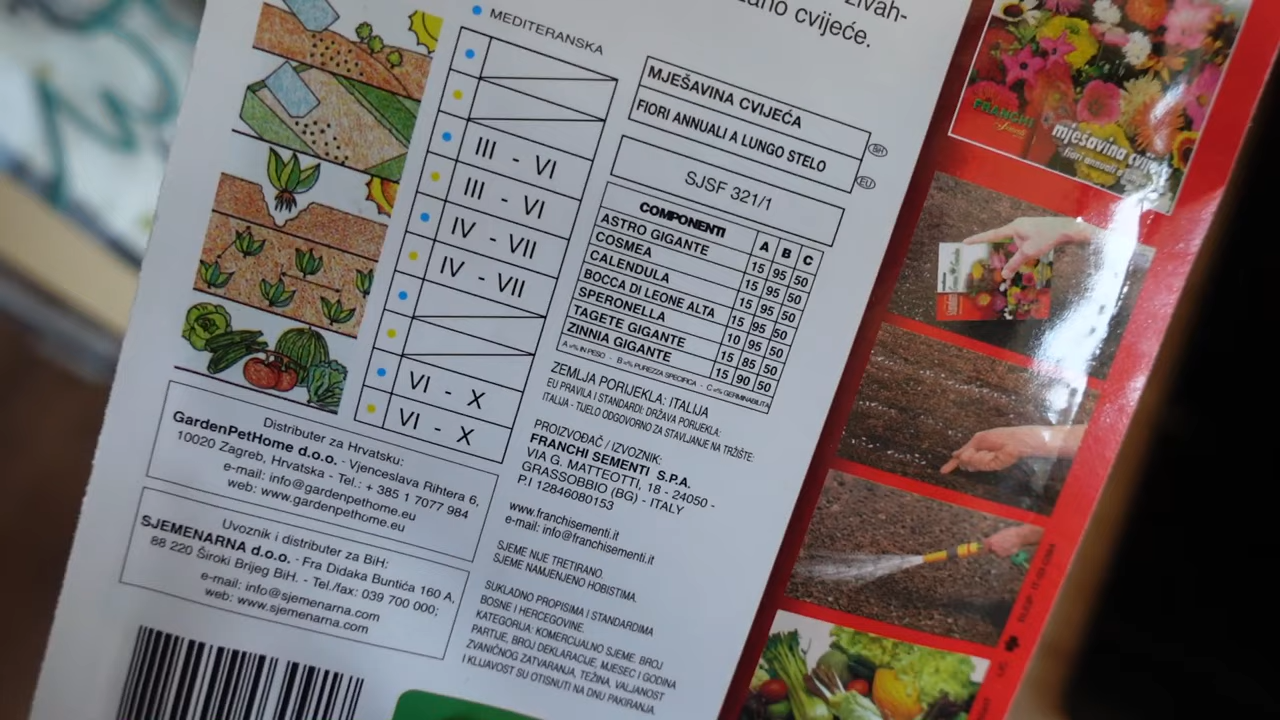 cvijeće.
MEDITERANSKA
III - VI
III - VI
IV - VII
IV - VII
VI - X
VI - X
MJEŠAVINA CVIJEĆA
BIH
FIORI ANNUALI A LUNGO STELO
EU
SJSF 321/1
COMPONENTI A B C
ASTRO GIGANTE 15 95 50
COSMEA 15 95 50
CALENDULA 15 95 50
BOCCA DI LEONE ALTA 15 95 50
SPERONELLA 10 95 50
TAGETE GIGANTE 15 85 50
ZINNIA GIGANTE 15 90 50
A =% IN PESO - B =% PUREZZA SPECIFICA - C =% GERMINABILITA
ZEMLJA PORIJEKLA: ITALIJA
EU PRAVILA I STANDARDI: DRŽAVA PORIJEKLA:
ITALIJA - TIJELO ODGOVORNO ZA STAVLJANJE NA TRŽIŠTE:
PROIZVOĐAČ / IZVOZNIK:
FRANCHI SEMENTI S.P.A.
VIA G. MATTEOTTI, 18 - 24050 -
GRASSOBBIO (BG) - ITALY
P.I 12846080153
www.franchisementi.it
e-mail: info@franchisementi.it
SJEME NIJE TRETIRANO.
SJEME NAMJENJENO HOBISTIMA.
SUKLADNO PROPISIMA I STANDARDIMA
BOSNE I HERCEGOVINE.
KATEGORIJA: KOMERCIJALNO SJEME. BROJ
PARTIJE, BROJ DEKLARACIJE, MJESEC I GODINA
ZVANIČNOG ZATVARANJA, TEŽINA, VALJANOST
I KLIJAVOST SU OTISNUTI NA DNU PAKIRANJA.
Distributer za Hrvatsku:
GardenPetHome d.o.o. - Vjenceslava Rihtera 6,
10020 Zagreb, Hrvatska - Tel.: + 385 1 7077 984
e-mail: info@gardenpethome.eu
web: www.gardenpethome.eu
Uvoznik i distributer za BiH:
SJEMENARNA d.o.o. - Fra Didaka Buntića 160 A,
88 220 Široki Brijeg BiH. - Tel./fax: 039 700 000;
e-mail: info@sjemenarna.com
web: www.sjemenarna.com
FRANCHI
mješavina cvijeća
fiori annuali a